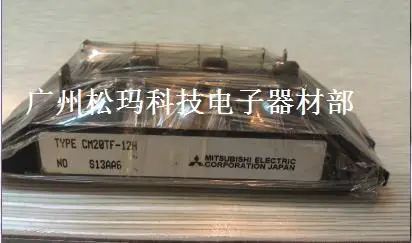 广州松玛科技电子器材部
TYPE CM20TF-12H
NO S13AA6
MITSUBISHI ELECTRIC
CORPORATION JAPAN